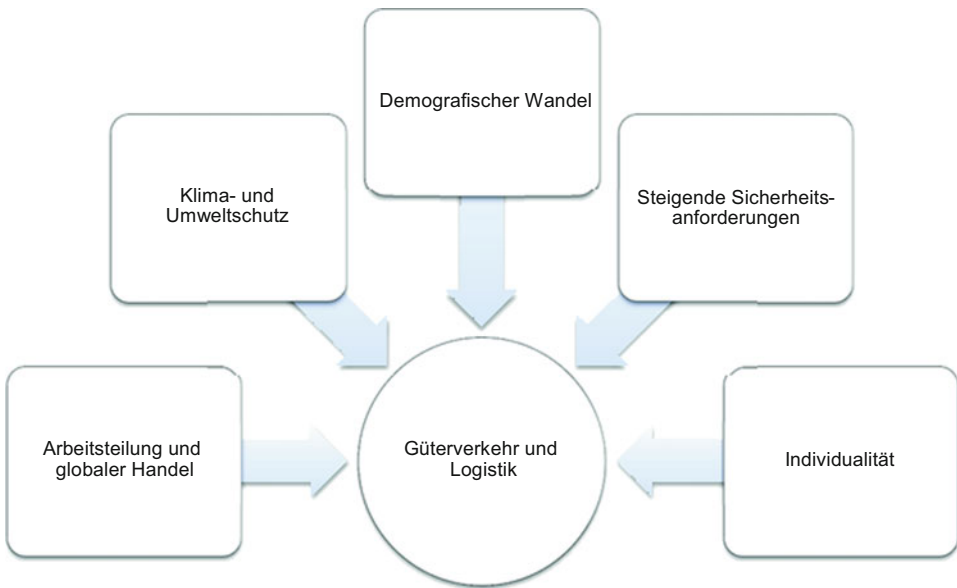 Demografischer Wandel
Klima- und
Umweltschutz
Steigende Sicherheits-
anforderungen
Arbeitsteilung und
globaler Handel
Güterverkehr und
Logistik
Individualität